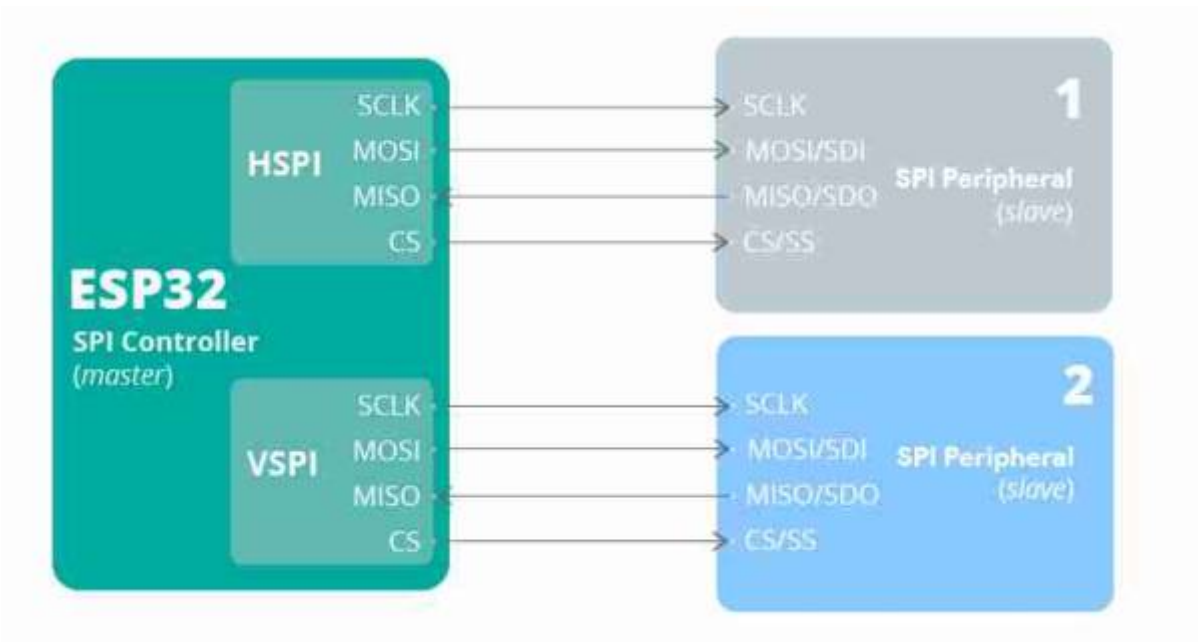 ESP32
SPI Controller
(master)
HSPI
SCLK
MOSI
MISO
CS
VSPI
SCLK
MOSI
MISO
CS
1
SPI Peripheral
(slave)
SCLK
MOSI/SDI
MISO/SDO
CS/SS
2
SPI Peripheral
(slave)
SCLK
MOSI/SDI
MISO/SDO
CS/SS